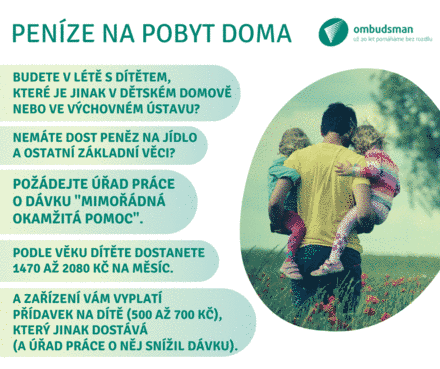 PENÍZE NA POBYT DOMA
ombudsman
už 20 let pomáháme bez rozdílu
BUDETE V LÉTĚ S DÍTĚTEM,
KTERÉ JE JINAK V DĚTSKÉM DOMOVĚ
NEBO VE VÝCHOVNÉM ÚSTAVU?
NEMÁTE DOST PENĚZ NA JÍDLO
A OSTATNÍ ZÁKLADNÍ VĚCI?
POŽÁDEJTE ÚŘAD PRÁCE
O DÁVKU "MIMOŘÁDNÁ
OKAMŽITÁ POMOC".
PODLE VĚKU DÍTĚTE DOSTANETE
1470 AŽ 2080 KČ NA MĚSÍC.
A ZAŘÍZENÍ VÁM VYPLATÍ
PŘÍDAVEK NA DÍTĚ (500 AŽ 700 KČ),
KTERÝ JINAK DOSTÁVÁ
(A ÚŘAD PRÁCE O NĚJ SNÍŽIL DÁVKU).